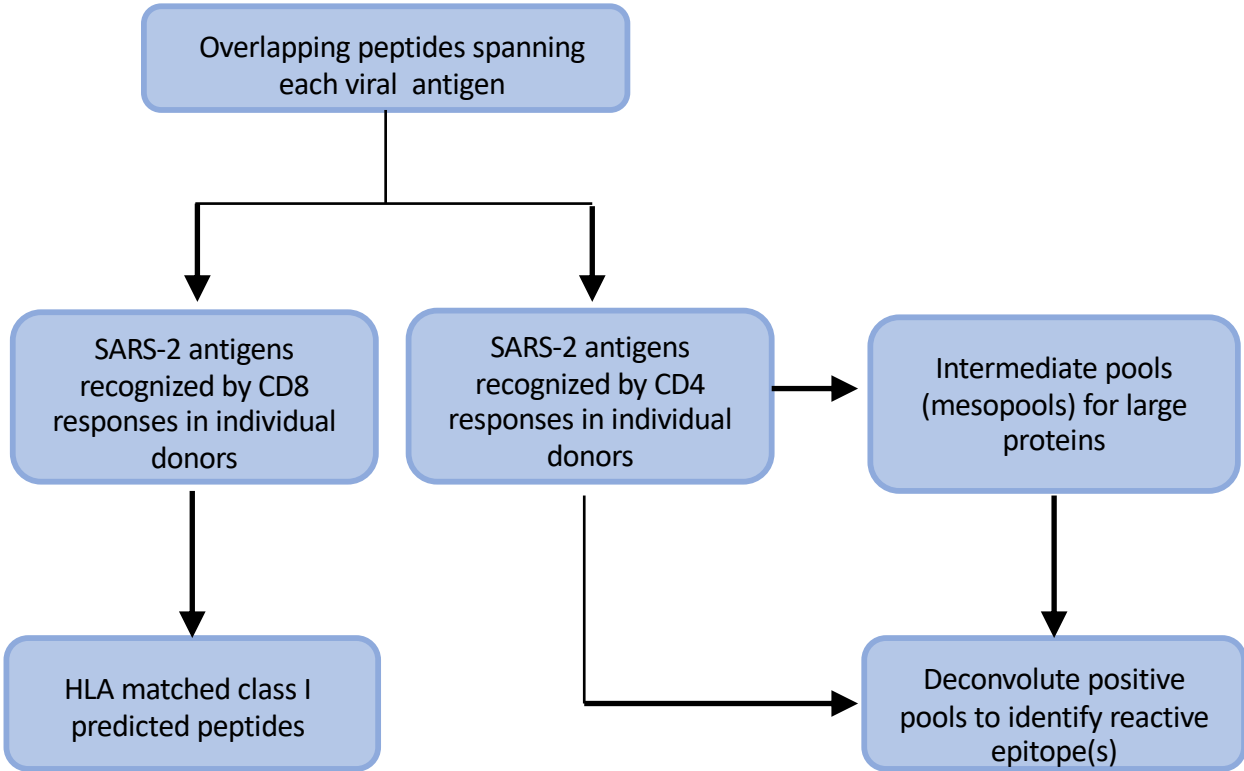 Overlapping peptides spanning
each viral  antigen
SARS-2 antigens
recognized by CD8
responses in individual
donors
SARS-2 antigens
recognized by CD4
responses in individual
donors
Intermediate pools
(mesopools) for large
proteins
HLA matched class I
predicted peptides
Deconvolute positive
pools to identify reactive
epitope(s)